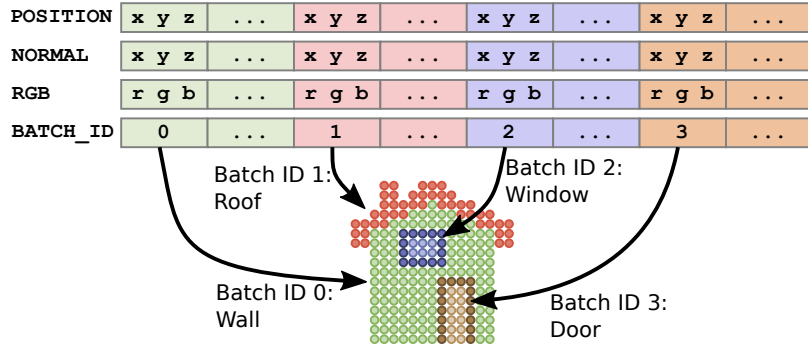 POSITION x y z ... x y z ... x y z ... x y z ...
NORMAL x y z ... x y z ... x y z ... x y z ...
RGB r g b ... r g b ... r g b ... r g b ...
BATCH_ID 0 ... 1 ... 2 ... 3 ...
Batch ID 1:
Roof
Batch ID 2:
Window
Batch ID 0:
Wall
Batch ID 3:
Door